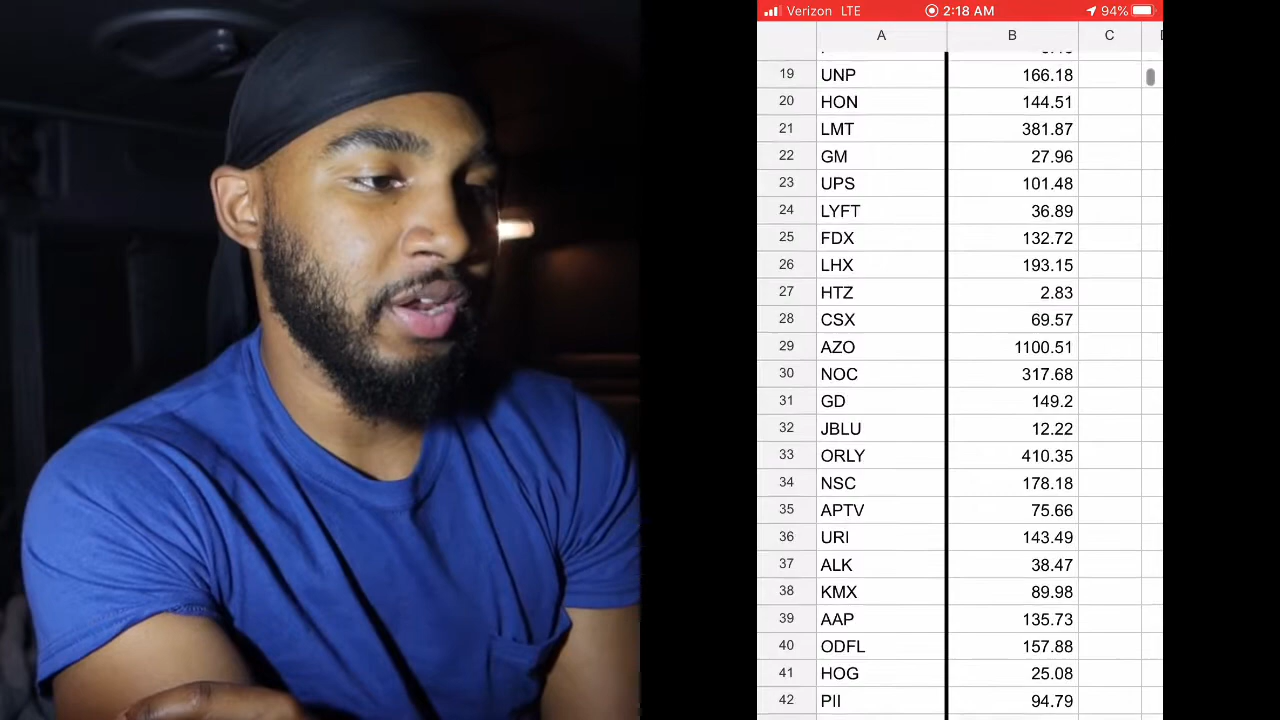 Verizon LTE 2:18 AM 94%
A B C
19 UNP 166.18
20 HON 144.51
21 LMT 381.87
22 GM 27.96
23 UPS 101.48
24 LYFT 36.89
25 FDX 132.72
26 LHX 193.15
27 HTZ 2.83
28 CSX 69.57
29 AZO 1100.51
30 NOC 317.68
31 GD 149.2
32 JBLU 12.22
33 ORLY 410.35
34 NSC 178.18
35 APTV 75.66
36 URI 143.49
37 ALK 38.47
38 KMX 89.98
39 AAP 135.73
40 ODFL 157.88
41 HOG 25.08
42 PII 94.79